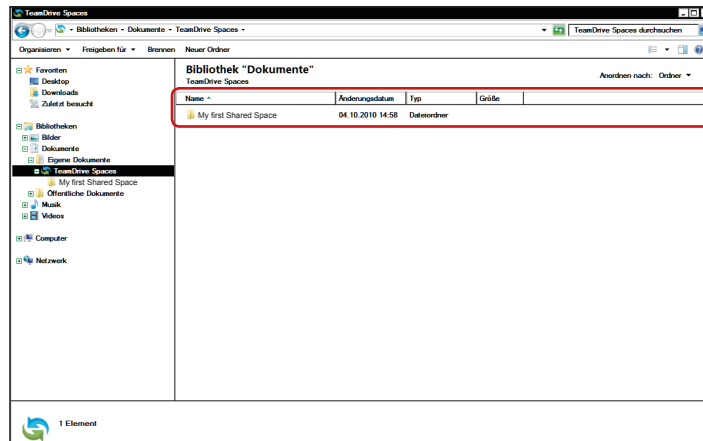 TeamDrive Spaces
Bibliotheken - Dokumente - TeamDrive Spaces -
TeamDrive Spaces durchsuchen
Organisieren Freigeben für Brennen Neuer Ordner
Favoriten
Desktop
Downloads
Zuletzt besucht
Bibliotheken
Bilder
Dokumente
Eigene Dokumente
TeamDrive Spaces
My first Shared Space
Öffentliche Dokumente
Musik
Videos
Computer
Netzwerk
Bibliothek "Dokumente"
TeamDrive Spaces
Anordnen nach: Ordner
Name Änderungsdatum Typ Größe
My first Shared Space 04.10.2010 14:58 Dateiordner
1 Element